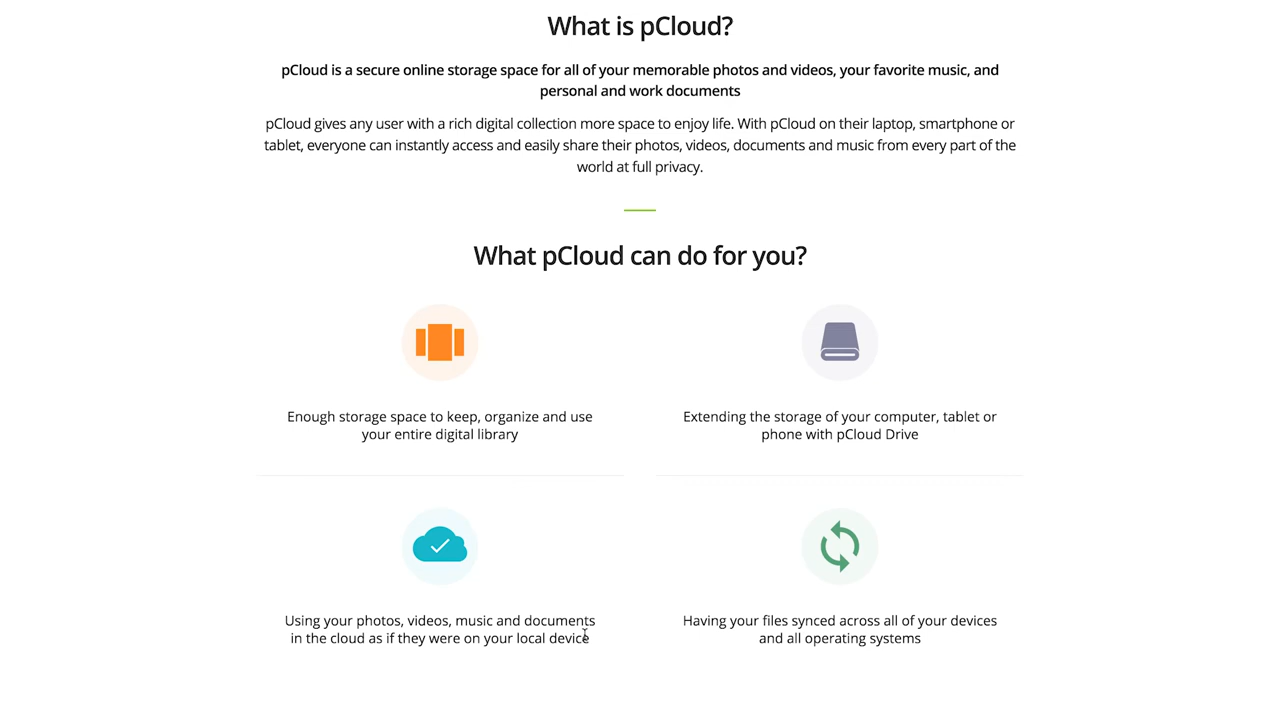 What is pCloud?
pCloud is a secure online storage space for all of your memorable photos and videos, your favorite music, and
personal and work documents
pCloud gives any user with a rich digital collection more space to enjoy life. With pCloud on their laptop, smartphone or
tablet, everyone can instantly access and easily share their photos, videos, documents and music from every part of the
world at full privacy.
What pCloud can do for you?
Enough storage space to keep, organize and use
your entire digital library
Extending the storage of your computer, tablet or
phone with pCloud Drive
Using your photos, videos, music and documents
in the cloud as if they were on your local device
Having your files synced across all of your devices
and all operating systems